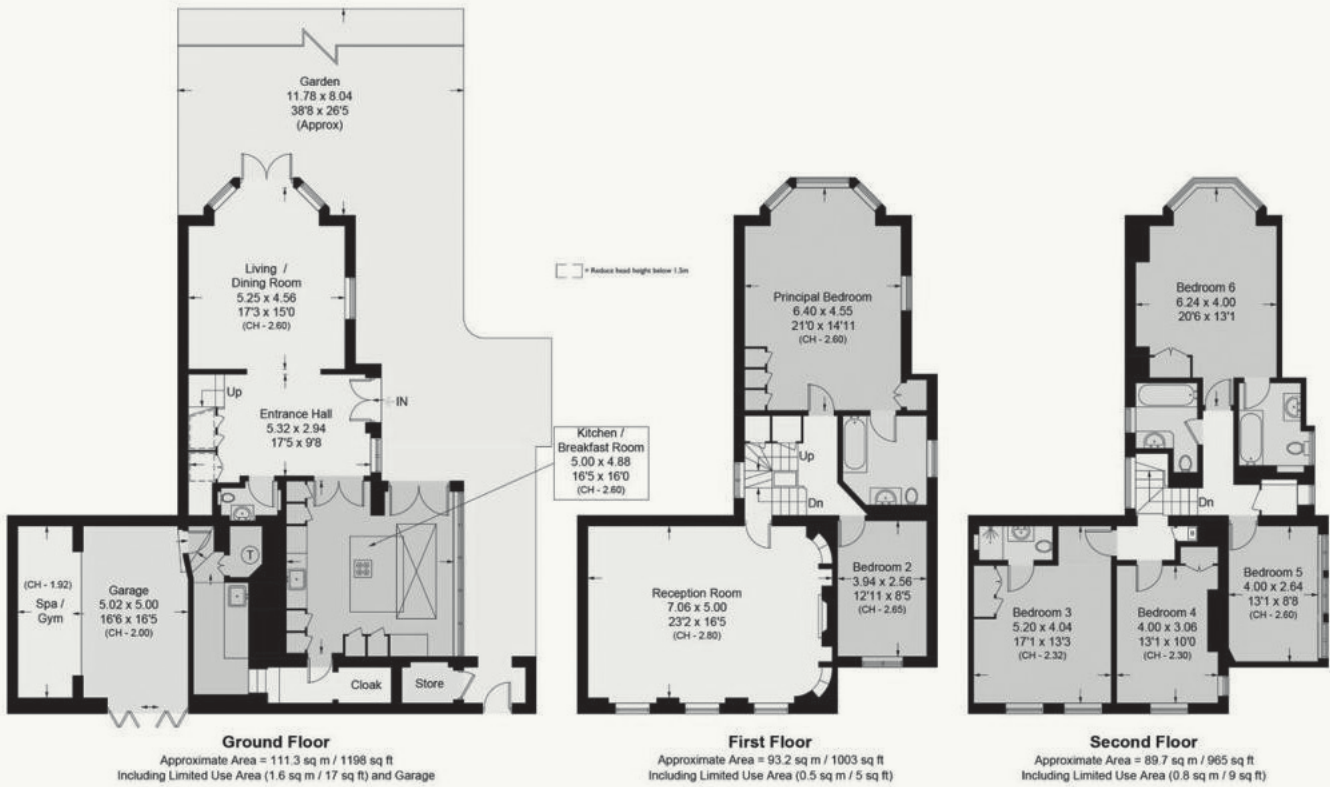 Garden
11.78 x 8.04
38'8 x 26'5
(Approx)
Living /
Dining Room
5.25 x 4.56
17'3 x 15'0
(CH - 2.60)
Up
Entrance Hall
5.32 x 2.94
17'5 x 9'8
IN
Kitchen /
Breakfast Room
5.00 x 4.88
16'5 x 16'0
(CH - 2.60)
T
(CH - 1.92)
Spa /
Gym
Garage
5.02 x 5.00
16'6 x 16'5
(CH - 2.00)
Cloak
Store
Ground Floor
Approximate Area = 111.3 sq m / 1198 sq ft
Including Limited Use Area (1.6 sq m / 17 sq ft) and Garage
= Reduce head height below 1.5m
Principal Bedroom
6.40 x 4.55
21'0 x 14'11
(CH - 2.60)
Up
Dn
Reception Room
7.06 x 5.00
23'2 x 16'5
(CH - 2.80)
Bedroom 2
3.94 x 2.56
12'11 x 8'5
(CH - 2.65)
First Floor
Approximate Area = 93.2 sq m / 1003 sq ft
Including Limited Use Area (0.5 sq m / 5 sq ft)
Bedroom 6
6.24 x 4.00
20'6 x 13'1
Dn
Bedroom 3
5.20 x 4.04
17'1 x 13'3
(CH - 2.32)
Bedroom 4
4.00 x 3.06
13'1 x 10'0
(CH - 2.30)
Bedroom 5
4.00 x 2.64
13'1 x 8'8
(CH - 2.60)
Second Floor
Approximate Area = 89.7 sq m / 965 sq ft
Including Limited Use Area (0.8 sq m / 9 sq ft)